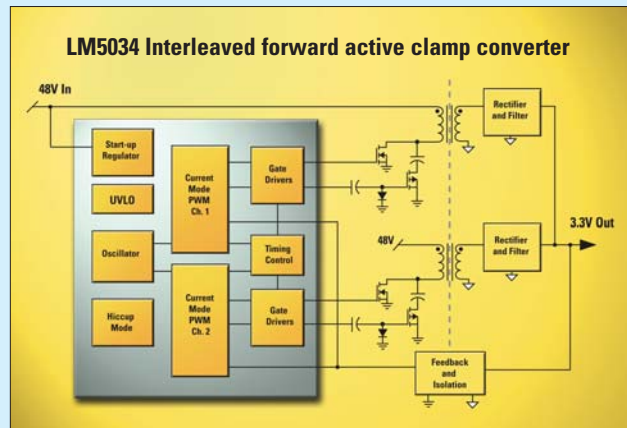 LM5034 Interleaved forward active clamp converter
48V In
Start-up
Regulator
UVLO
Oscillator
Hiccup
Mode
Current
Mode
PWM
Ch. 1
Current
Mode
PWM
Ch. 2
Gate
Drivers
Timing
Control
Gate
Drivers
48V
Rectifier
and Filter
Rectifier
and Filter
3.3V Out
Feedback
and
Isolation